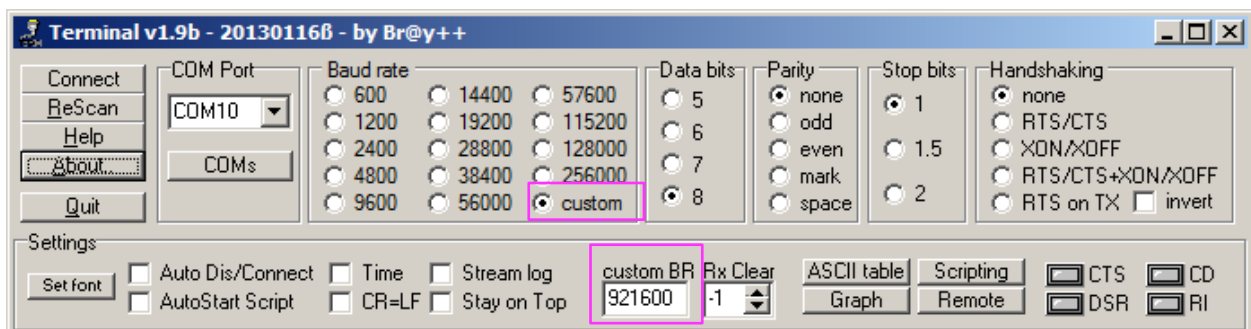 Terminal v1.9b - 20130116ß - by Br@y++
Connect
ReScan
Help
About..
Quit
COM Port
COM10
COMs
Baud rate
600 14400 57600
1200 19200 115200
2400 28800 128000
4800 38400 256000
9600 56000 custom
Data bits
5
6
7
8
Parity
none
odd
even
mark
space
Stop bits
1
1.5
2
Handshaking
none
RTS/CTS
XON/XOFF
RTS/CTS+XON/XOFF
RTS on TX invert
Settings
Set font
Auto Dis/Connect Time Stream log
AutoStart Script CR=LF Stay on Top
custom BR Rx Clear
921600 -1
ASCII table Scripting CTS CD
Graph Remote DSR RI